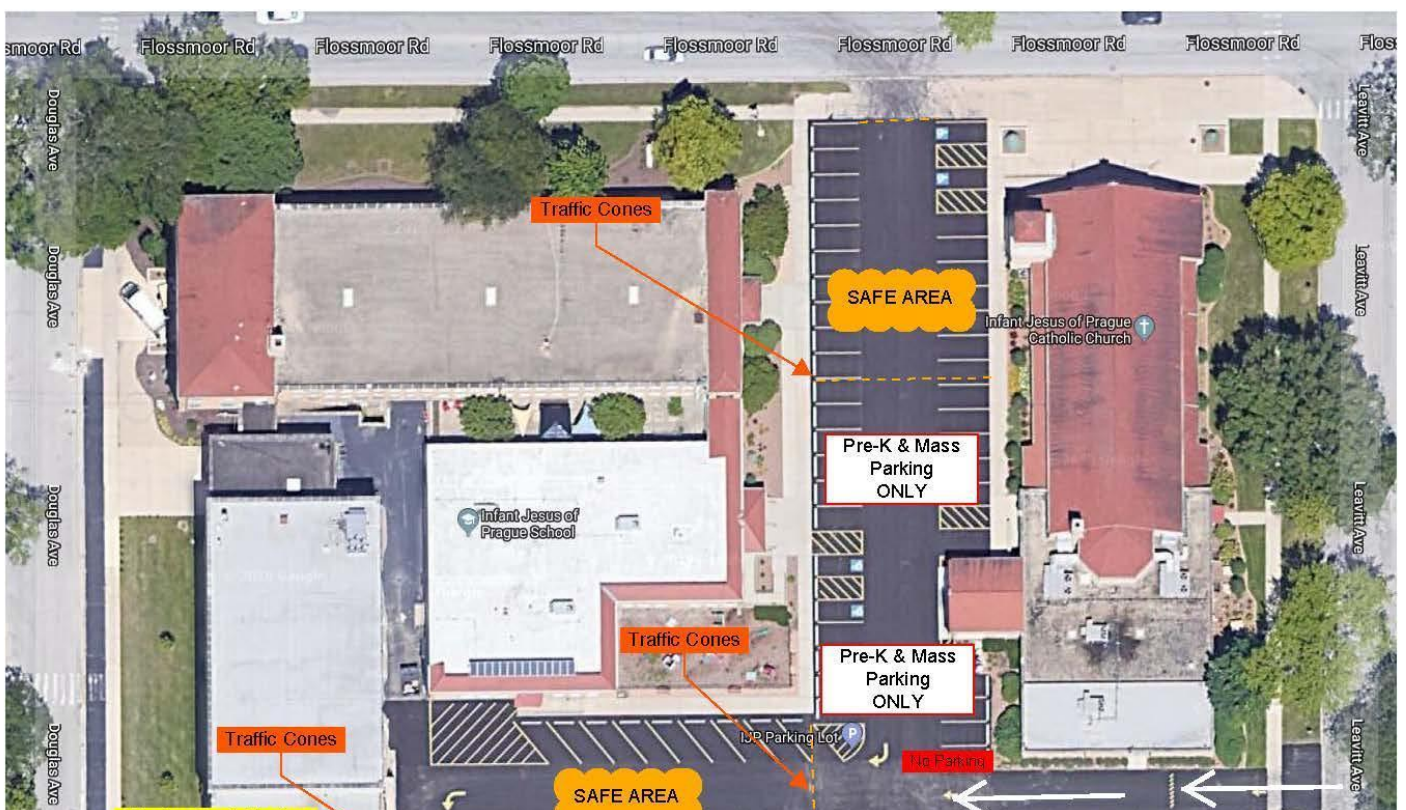 smoor Rd
Flossmoor Rd
Flossmoor Rd
Flossmoor Rd
Flossmoor Rd
Flossmoor Rd
Flossmoor Rd
Flossmoor Rd
Flos
Douglas Ave
Leavitt Ave
Traffic Cones
Douglas Ave
Leavitt Ave
SAFE AREA
Infant Jesus of Prague
Catholic Church
Pre-K & Mass
Parking
ONLY
Douglas Ave
Infant Jesus of
Prague School
Leavitt Ave
Traffic Cones
Pre-K & Mass
Parking
ONLY
Douglas Ave
Traffic Cones
IJP Parking Lot
P
No Parking
Leavitt Ave
SAFE AREA